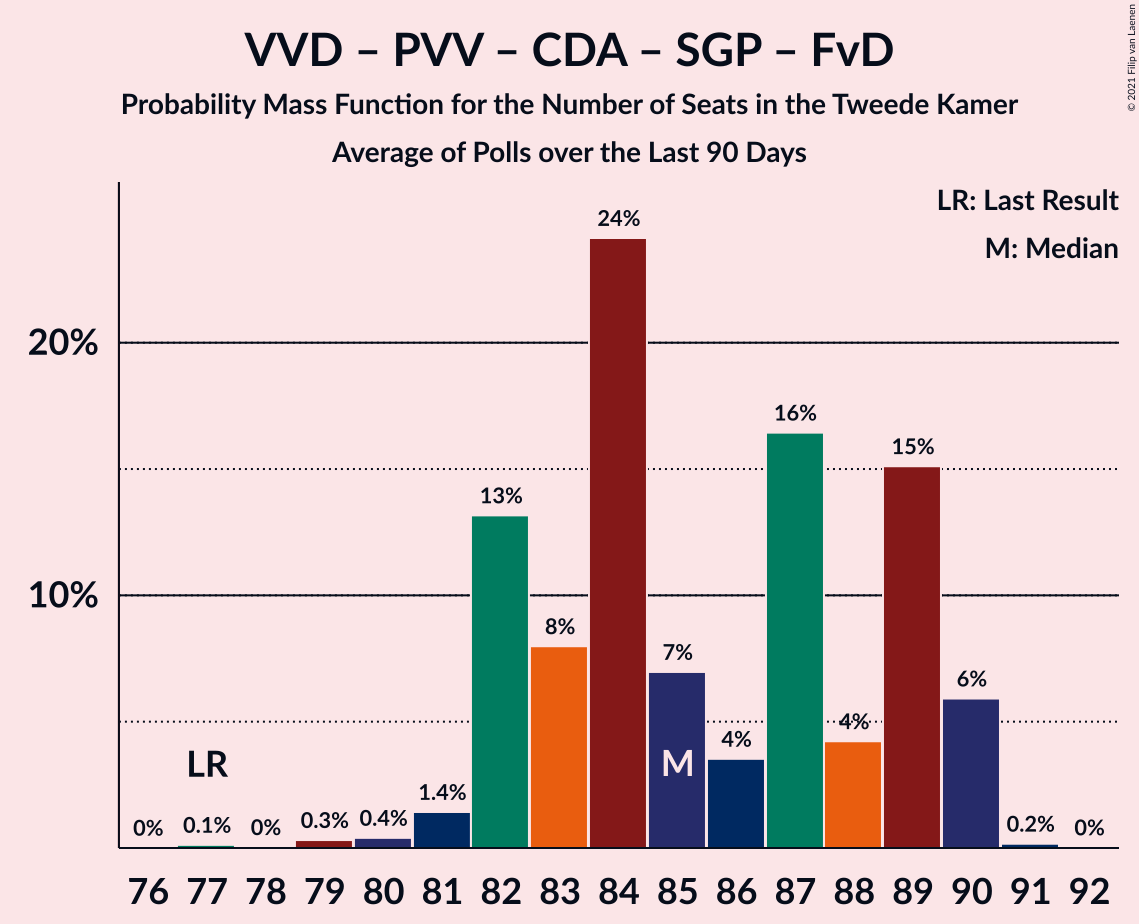 VVD – PVV – CDA – SGP – FvD
Probability Mass Function for the Number of Seats in the Tweede Kamer
Average of Polls over the Last 90 Days
© 2021 Filip van Laenen
LR: Last Result
M: Median
20%
10%
0%
0.1%
0%
0.3%
0.4%
1.4%
13%
8%
24%
7%
4%
16%
4%
15%
6%
0.2%
0%
LR
M
76 77 78 79 80 81 82 83 84 85 86 87 88 89 90 91 92